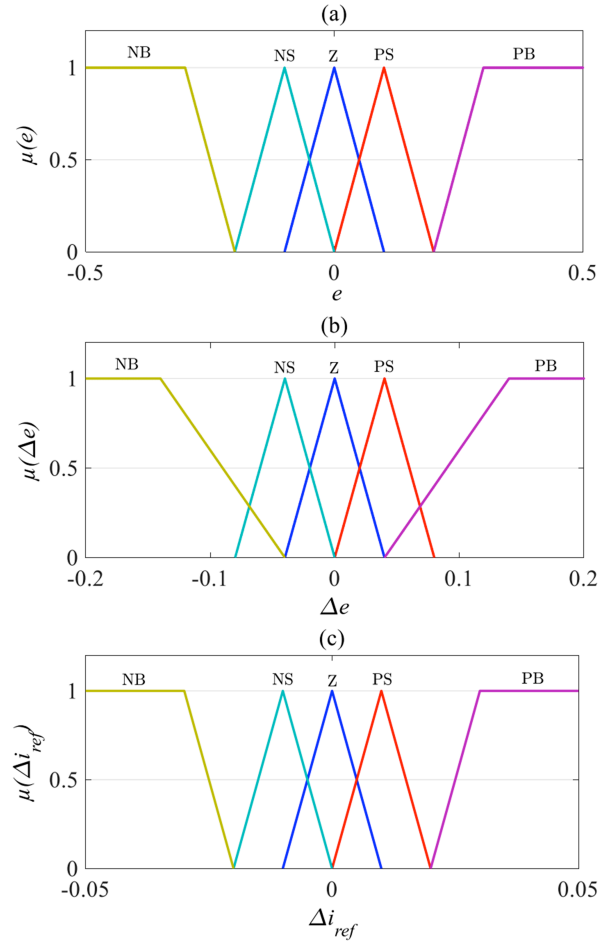 (a)
NB NS Z PS PB
1
0.5
0
-0.5 0 0.5
μ(e)
e
(b)
NB NS Z PS PB
1
0.5
0
-0.2 -0.1 0 0.1 0.2
μ(Δe)
Δe
(c)
NB NS Z PS PB
1
0.5
0
-0.05 0 0.05
μ(Δi_ref)
Δi_ref